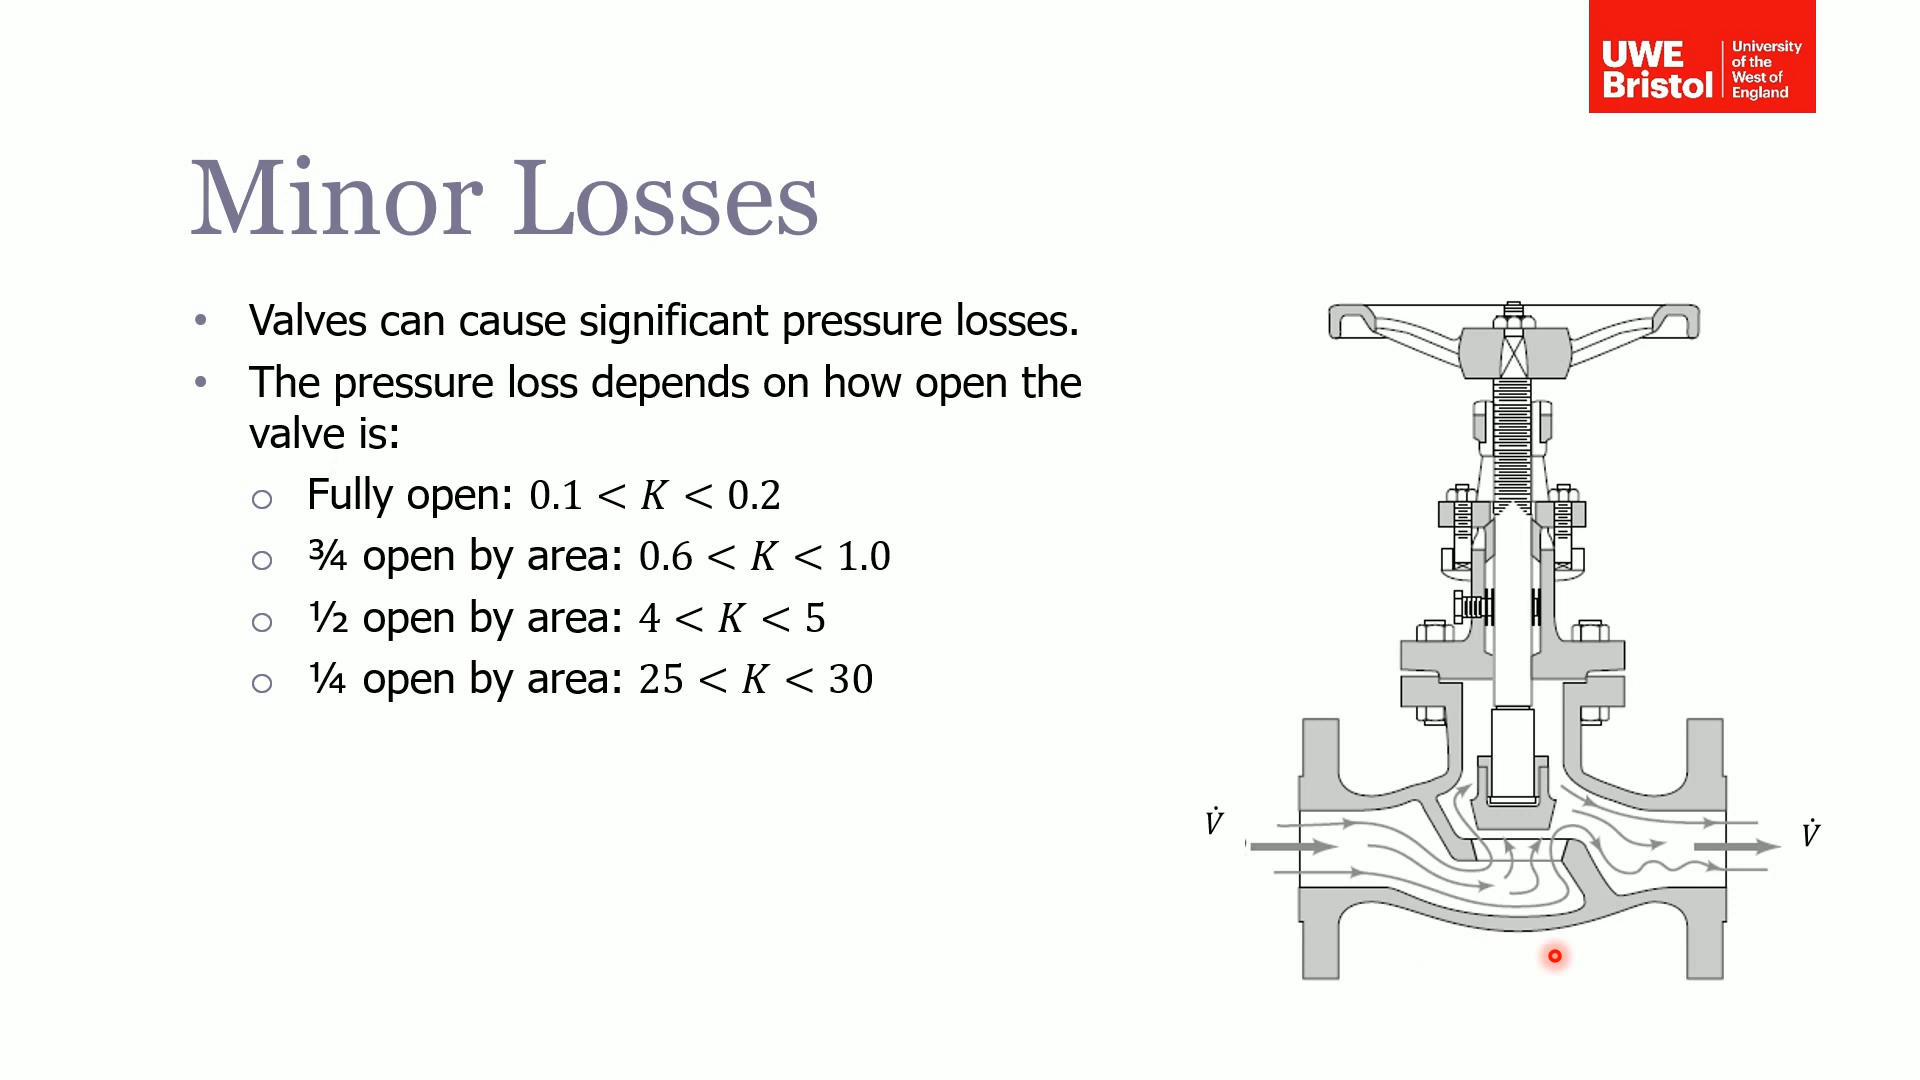 UWE
Bristol
University
of the
West of
England
Minor Losses
• Valves can cause significant pressure losses.
• The pressure loss depends on how open the
valve is:
○ Fully open: 0.1 < K < 0.2
○ ¾ open by area: 0.6 < K < 1.0
○ ½ open by area: 4 < K < 5
○ ¼ open by area: 25 < K < 30
V̇
V̇